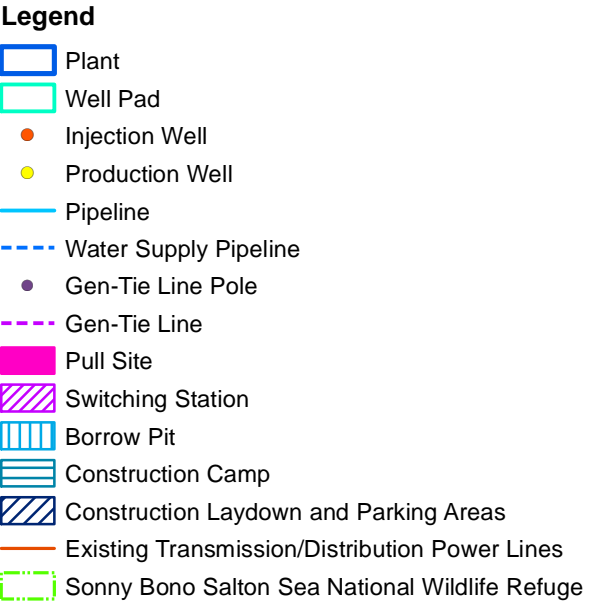 Legend
Plant
Well Pad
Injection Well
Production Well
Pipeline
Water Supply Pipeline
Gen-Tie Line Pole
Gen-Tie Line
Pull Site
Switching Station
Borrow Pit
Construction Camp
Construction Laydown and Parking Areas
Existing Transmission/Distribution Power Lines
Sonny Bono Salton Sea National Wildlife Refuge